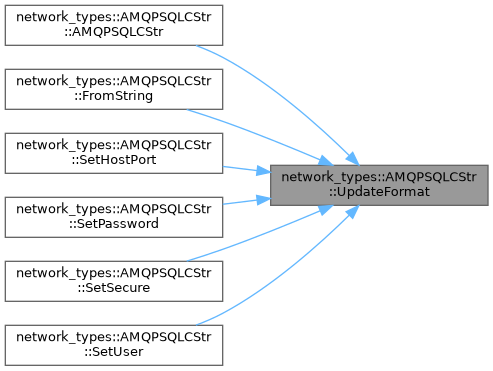 network_types::AMQPSQLCStr
::AMQPSQLCStr
network_types::AMQPSQLCStr
::FromString
network_types::AMQPSQLCStr
::SetHostPort
network_types::AMQPSQLCStr
::UpdateFormat
network_types::AMQPSQLCStr
::SetPassword
network_types::AMQPSQLCStr
::SetSecure
network_types::AMQPSQLCStr
::SetUser